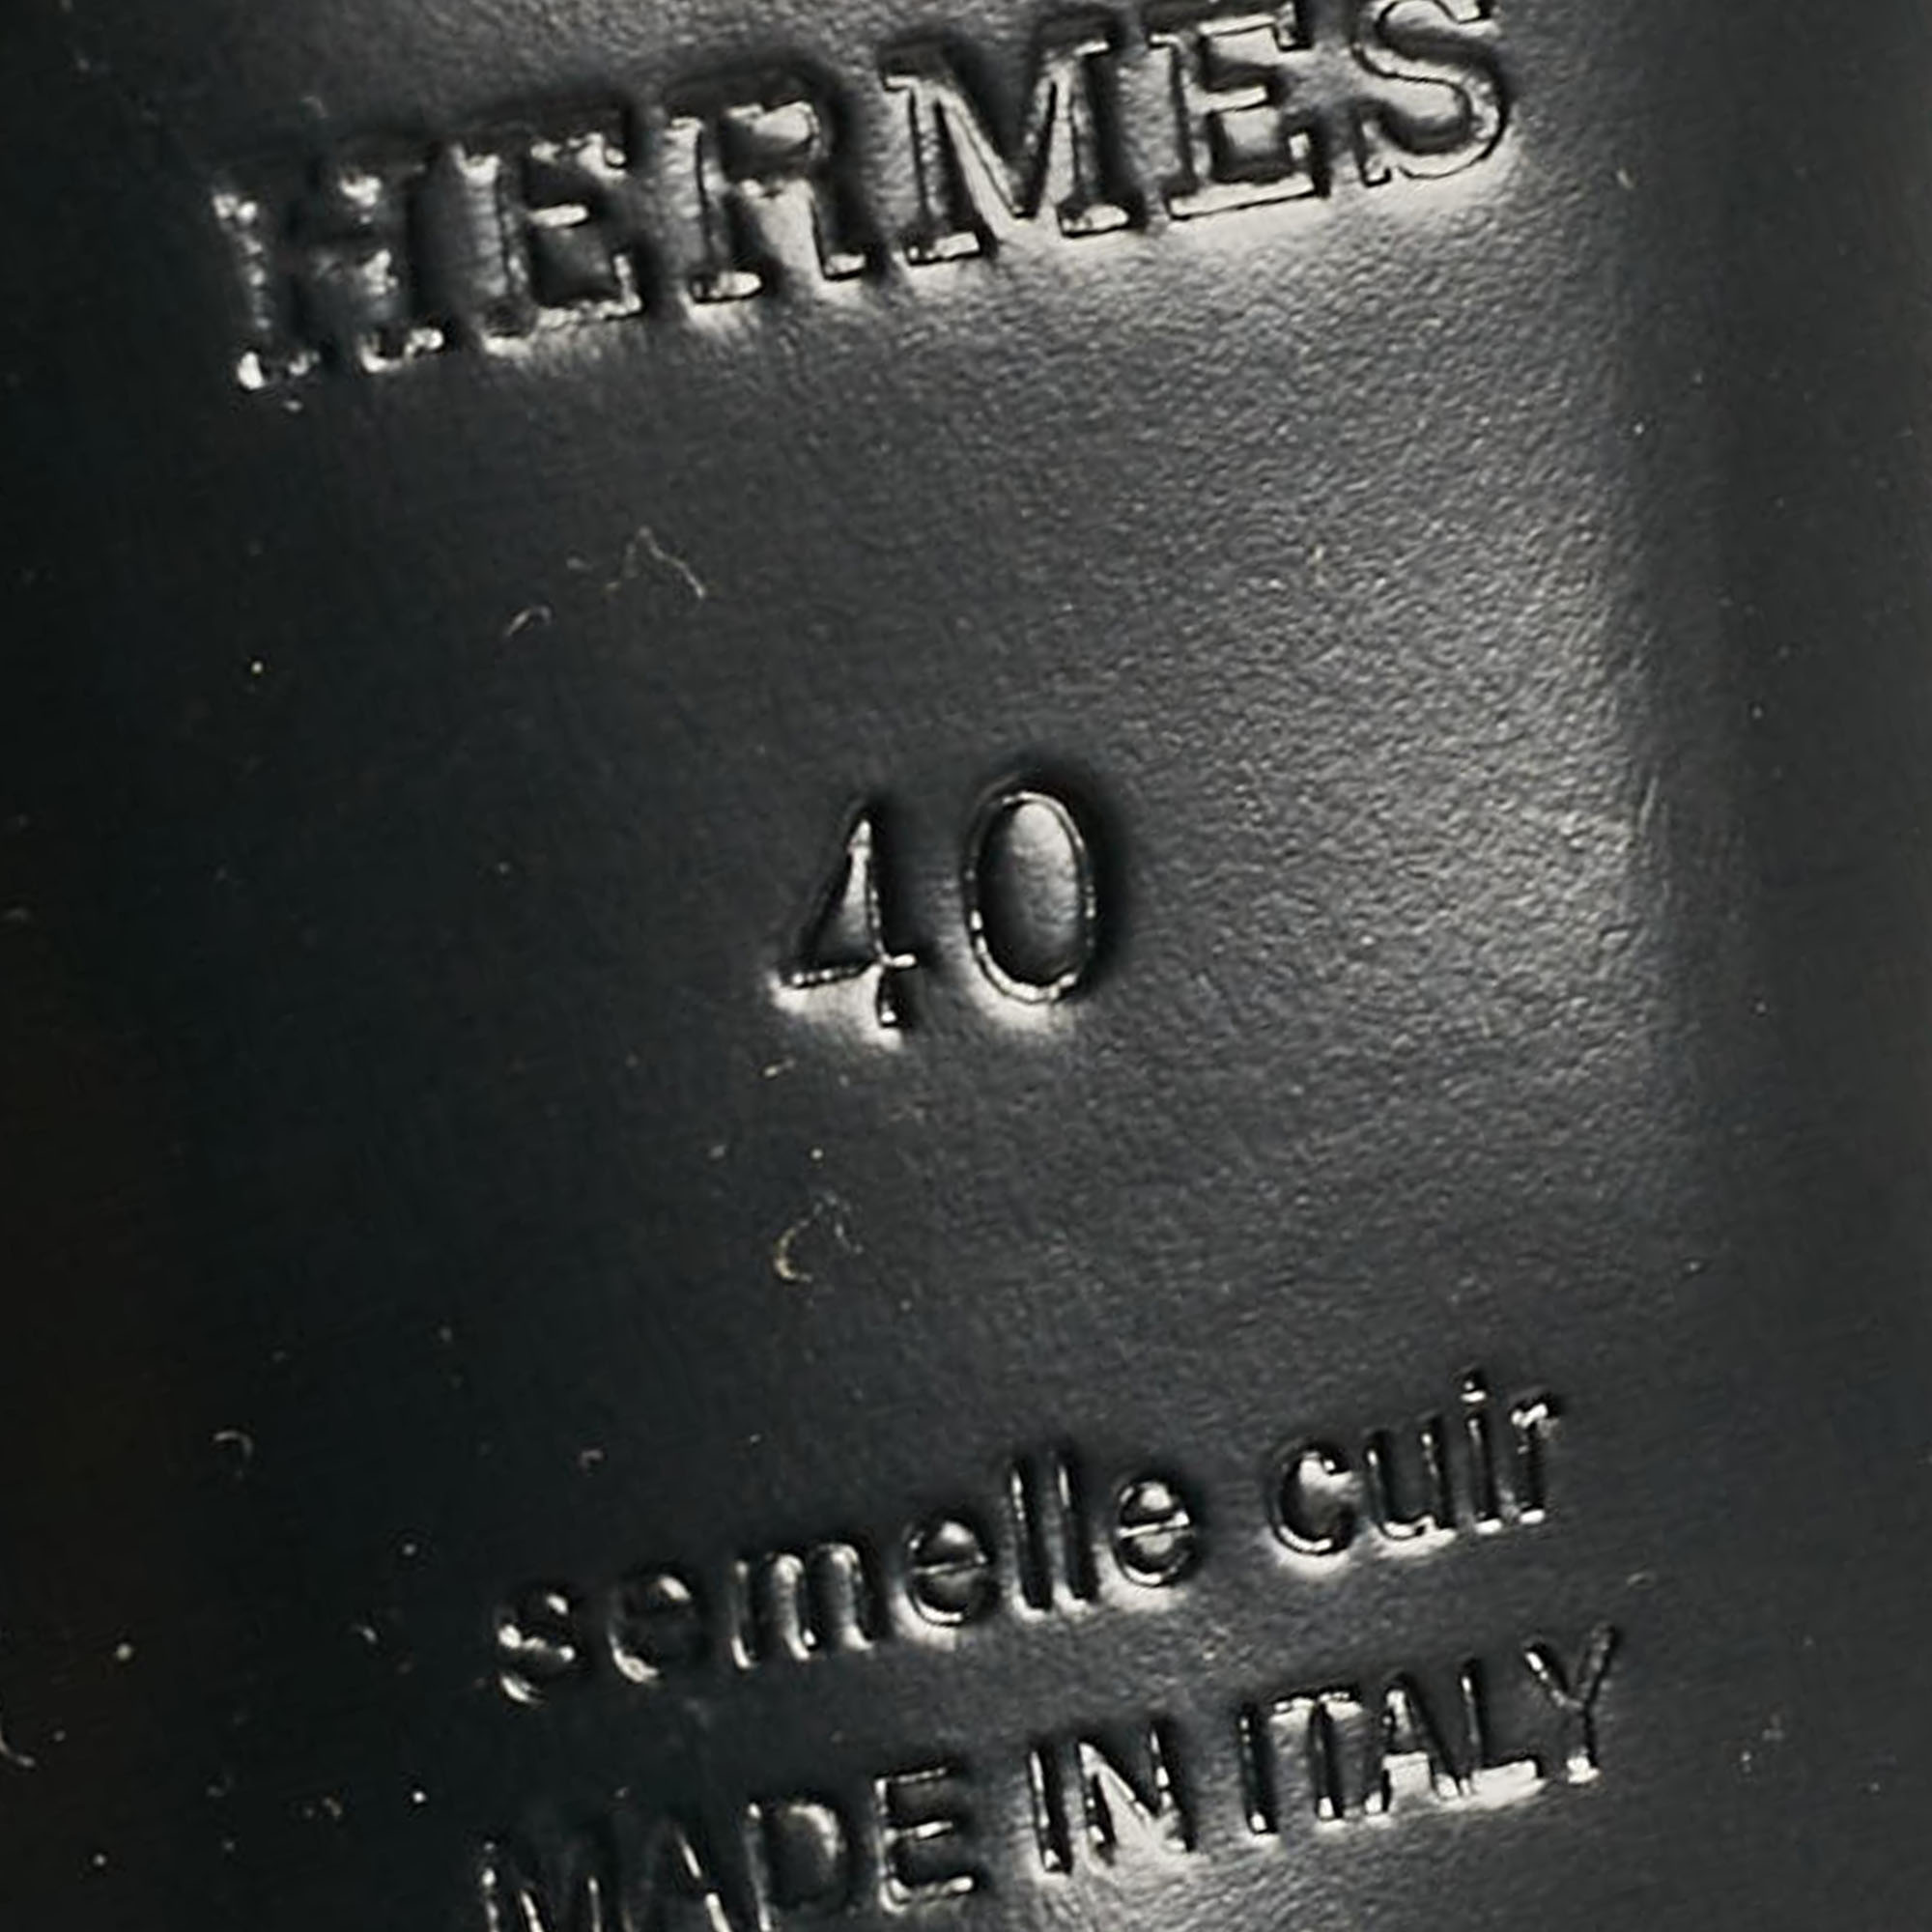 HERMES
40
semelle cuir
MADE IN ITALY